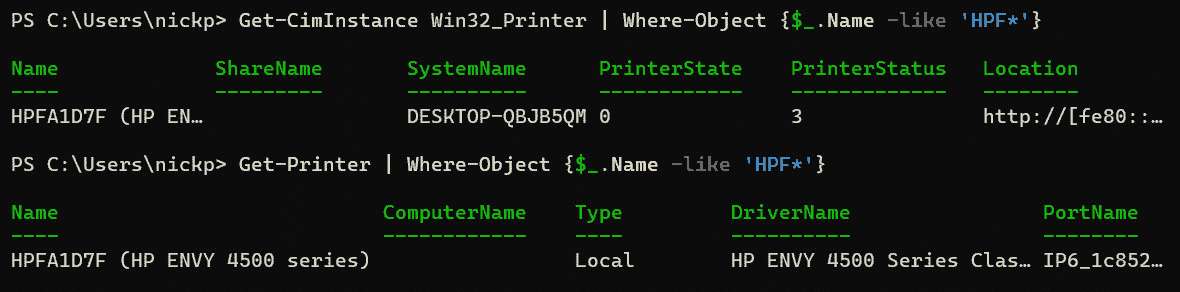 PS C:\Users\nickp> Get-CimInstance Win32_Printer | Where-Object {$_.Name -like 'HPF*'}
Name ShareName SystemName PrinterState PrinterStatus Location
---- --------- ---------- ------------ ------------- --------
HPFA1D7F (HP EN… DESKTOP-QBJB5QM 0 3 http://[fe80::…
PS C:\Users\nickp> Get-Printer | Where-Object {$_.Name -like 'HPF*'}
Name ComputerName Type DriverName PortName
---- ------------ ---- ---------- --------
HPFA1D7F (HP ENVY 4500 series) Local HP ENVY 4500 Series Clas… IP6_1c852…